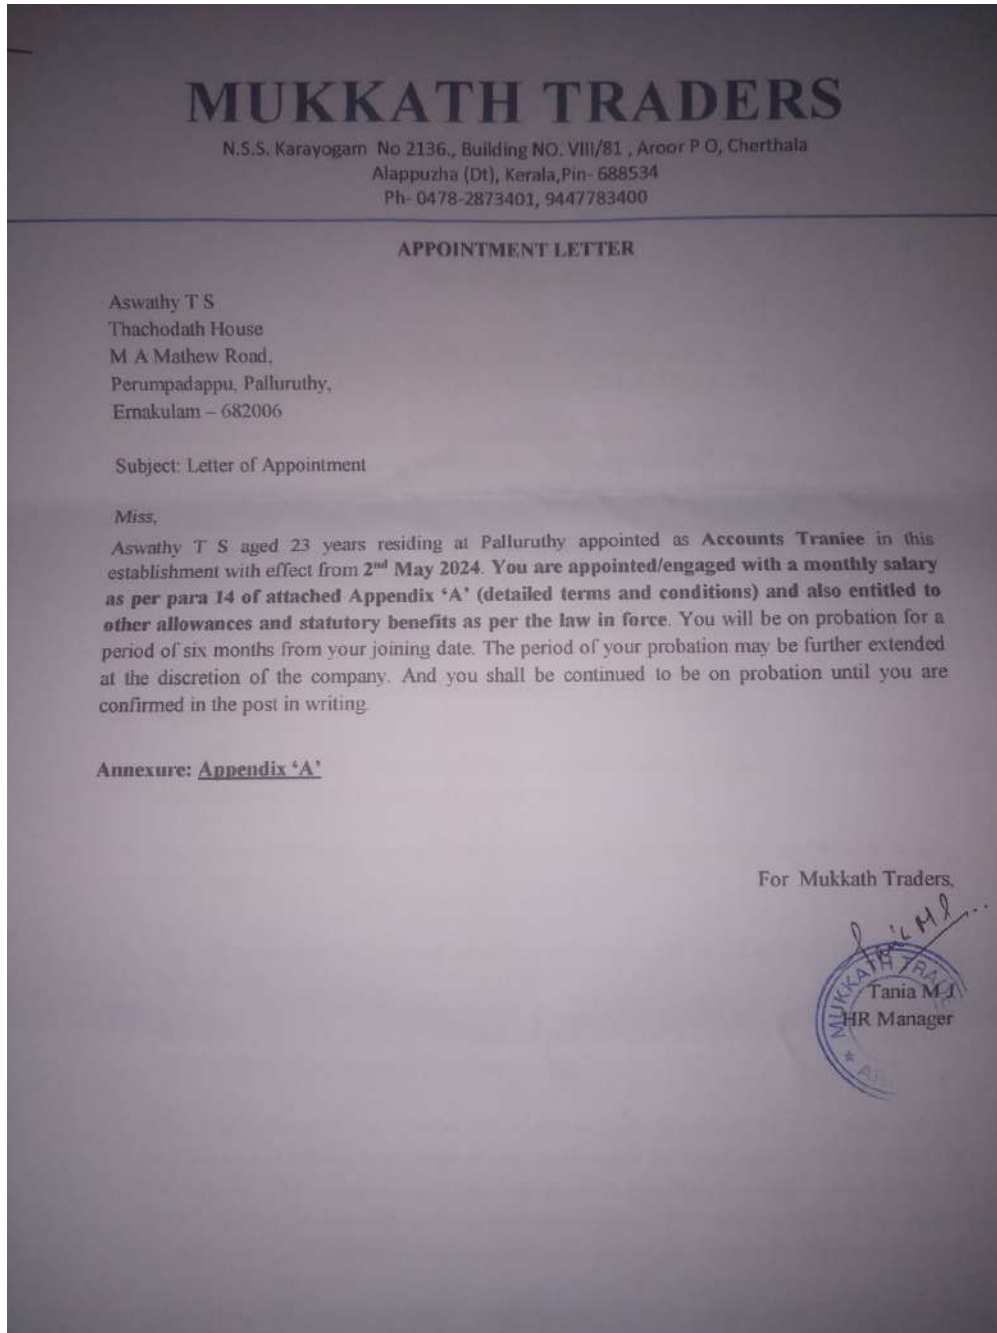 MUKKATH TRADERS
N.S.S. Karayogam No 2136., Building NO. VIII/81 , Aroor P O, Cherthala
Alappuzha (Dt), Kerala,Pin- 688534
Ph- 0478-2873401, 9447783400
APPOINTMENT LETTER
Aswathy T S
Thachodath House
M A Mathew Road,
Perumpadappu, Palluruthy,
Ernakulam – 682006
Subject: Letter of Appointment
Miss,
Aswathy T S aged 23 years residing at Palluruthy appointed as Accounts Traniee in this
establishment with effect from 2nd May 2024. You are appointed/engaged with a monthly salary
as per para 14 of attached Appendix ‘A’ (detailed terms and conditions) and also entitled to
other allowances and statutory benefits as per the law in force. You will be on probation for a
period of six months from your joining date. The period of your probation may be further extended
at the discretion of the company. And you shall be continued to be on probation until you are
confirmed in the post in writing.
Annexure: Appendix ‘A’
For Mukkath Traders,
MUKKATH
Tania M J
HR Manager